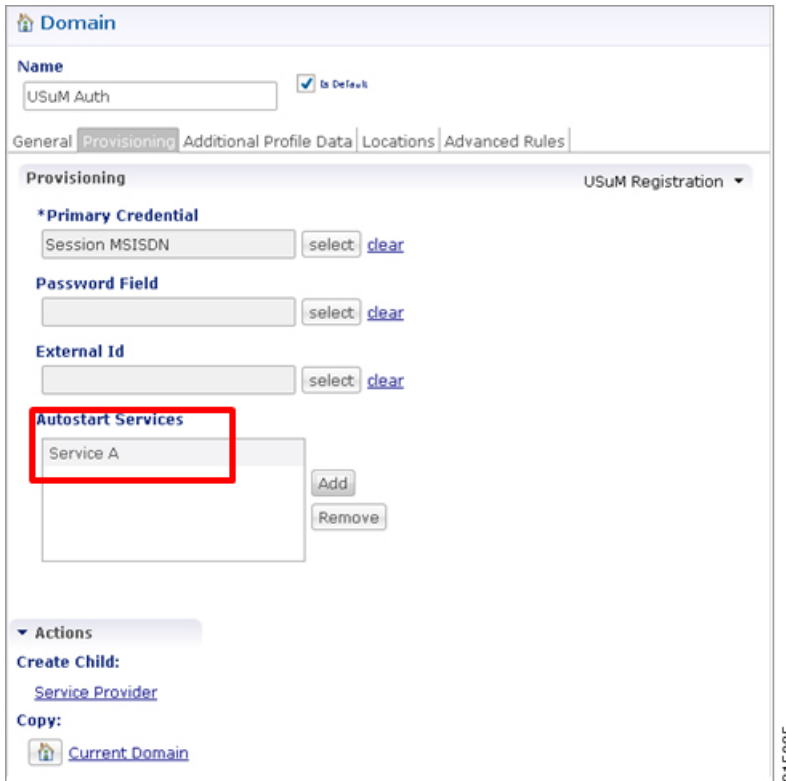 Domain
Name
USuM Auth
Is Default
General Provisioning Additional Profile Data Locations Advanced Rules
Provisioning
USuM Registration
*Primary Credential
Session MSISDN select clear
Password Field
select clear
External Id
select clear
Autostart Services
Service A
Add
Remove
Actions
Create Child:
Service Provider
Copy:
Current Domain